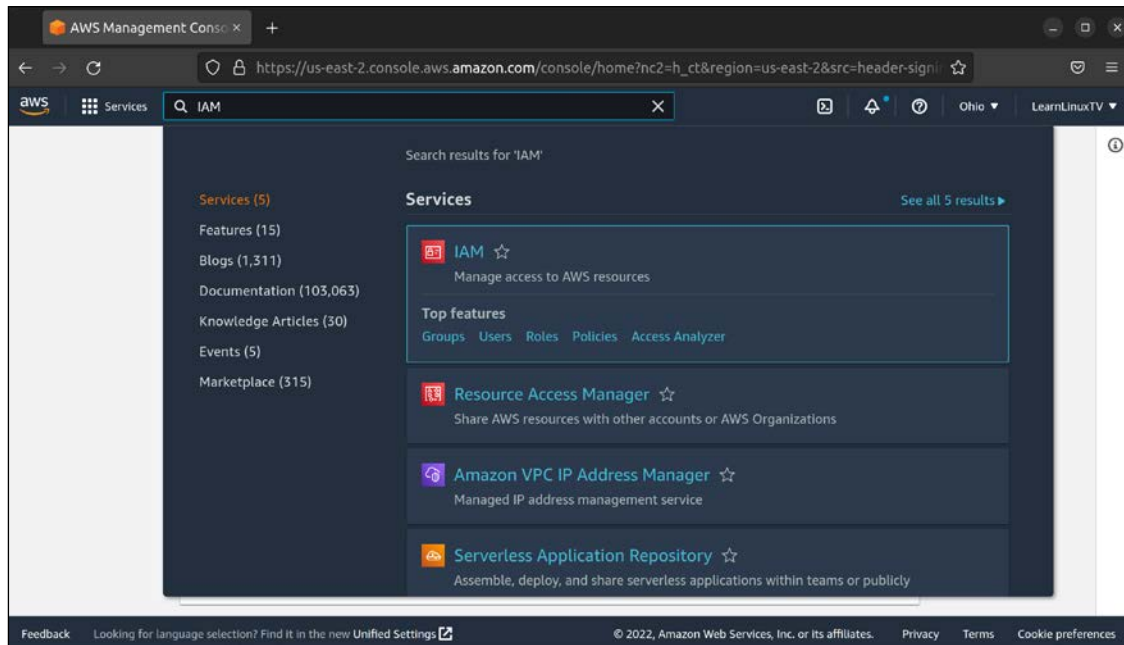 AWS Management Conso
https://us-east-2.console.aws.amazon.com/console/home?nc2=h_ct&region=us-east-2&src=header-signi
aws Services IAM Ohio LearnLinuxTV
Search results for 'IAM'
Services (5)
Features (15)
Blogs (1,311)
Documentation (103,063)
Knowledge Articles (30)
Events (5)
Marketplace (315)
Services See all 5 results
IAM
Manage access to AWS resources
Top features
Groups Users Roles Policies Access Analyzer
Resource Access Manager
Share AWS resources with other accounts or AWS Organizations
Amazon VPC IP Address Manager
Managed IP address management service
Serverless Application Repository
Assemble, deploy, and share serverless applications within teams or publicly
Feedback Looking for language selection? Find it in the new Unified Settings © 2022, Amazon Web Services, Inc. or its affiliates. Privacy Terms Cookie preferences